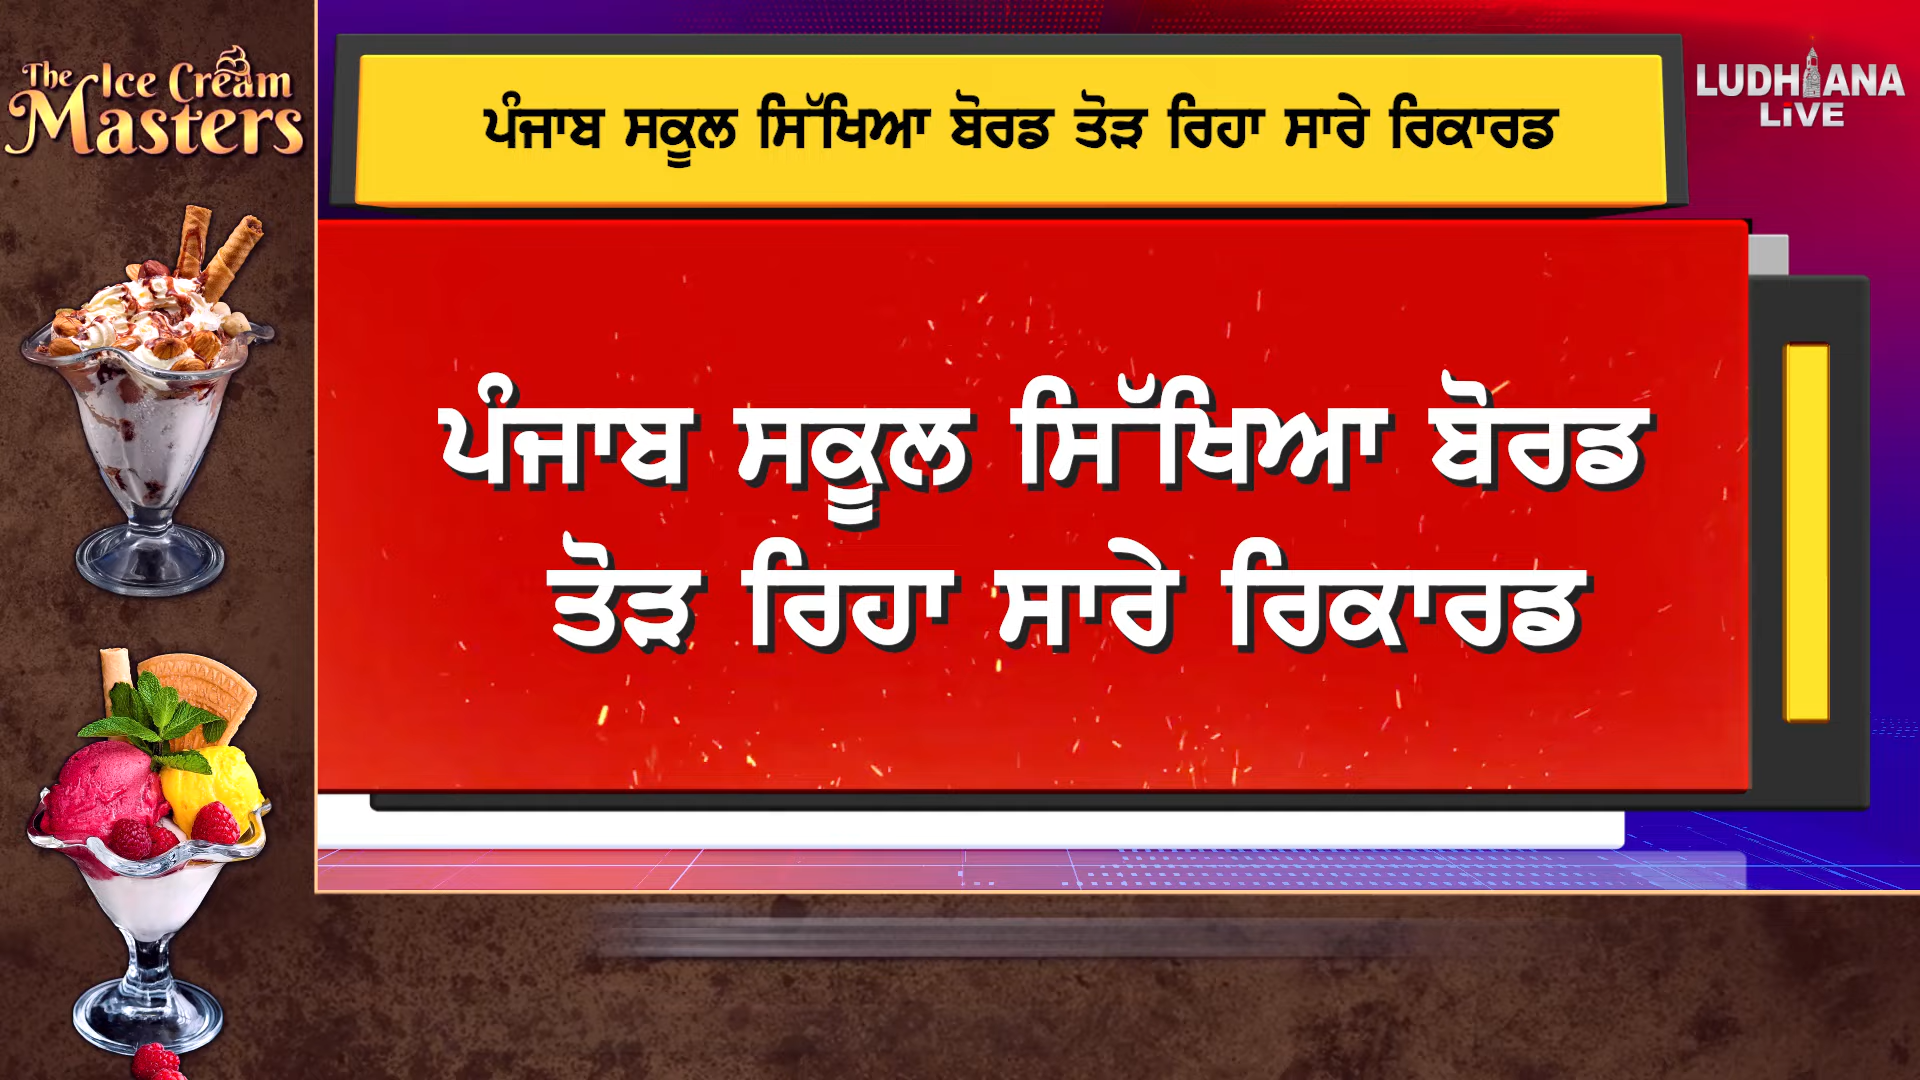 The Ice Cream
Masters
ਪੰਜਾਬ ਸਕੂਲ ਸਿੱਖਿਆ ਬੋਰਡ ਤੋੜ ਰਿਹਾ ਸਾਰੇ ਰਿਕਾਰਡ
LUDHIANA
LiVE
ਪੰਜਾਬ ਸਕੂਲ ਸਿੱਖਿਆ ਬੋਰਡ
ਤੋੜ ਰਿਹਾ ਸਾਰੇ ਰਿਕਾਰਡ